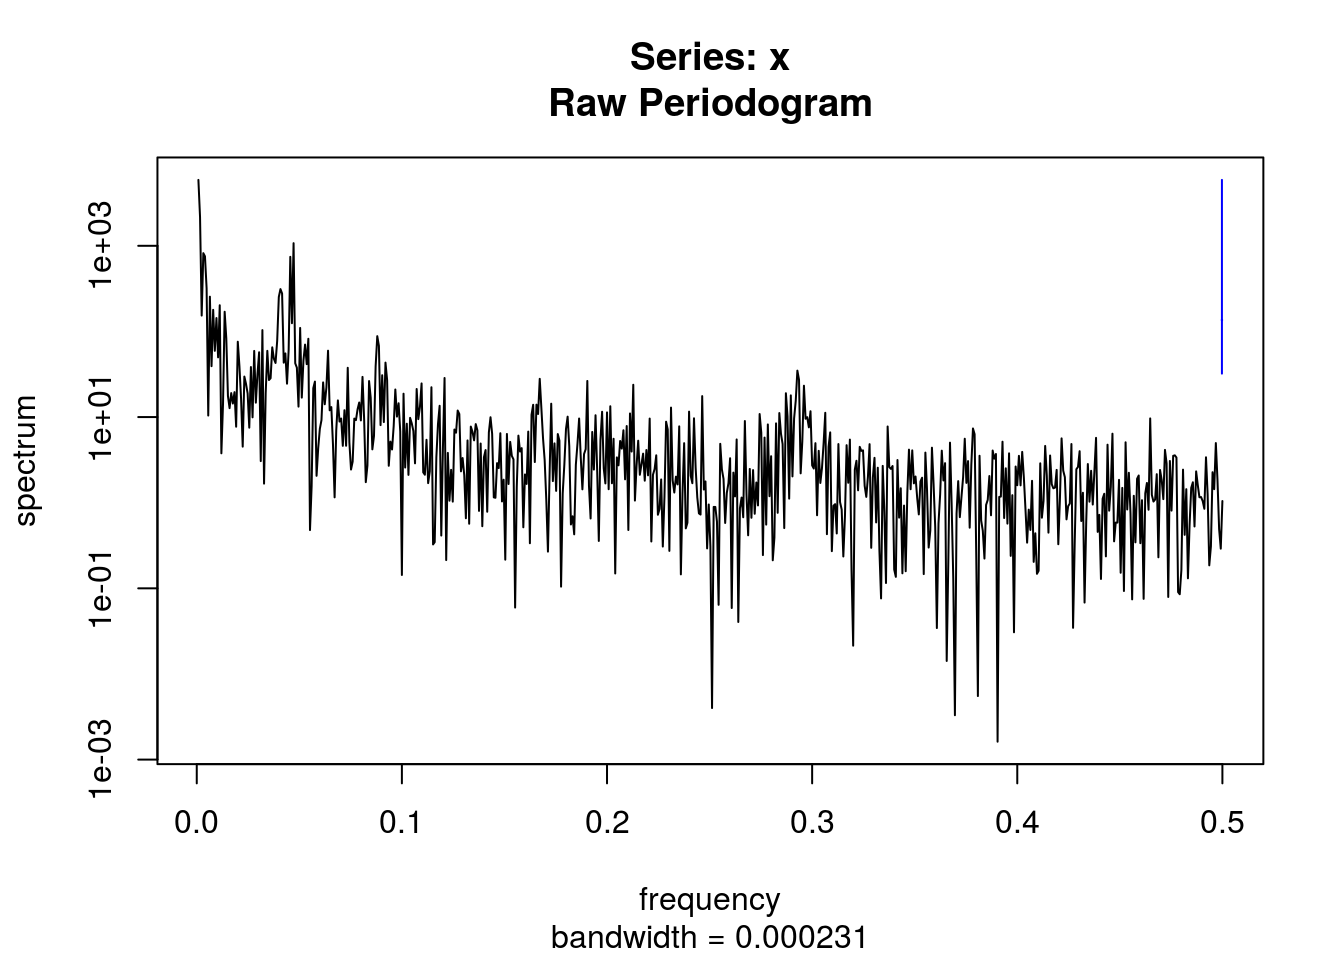 Series: x
Raw Periodogram
1e+03
1e+01
1e-01
1e-03
spectrum
0.0 0.1 0.2 0.3 0.4 0.5
frequency
bandwidth = 0.000231